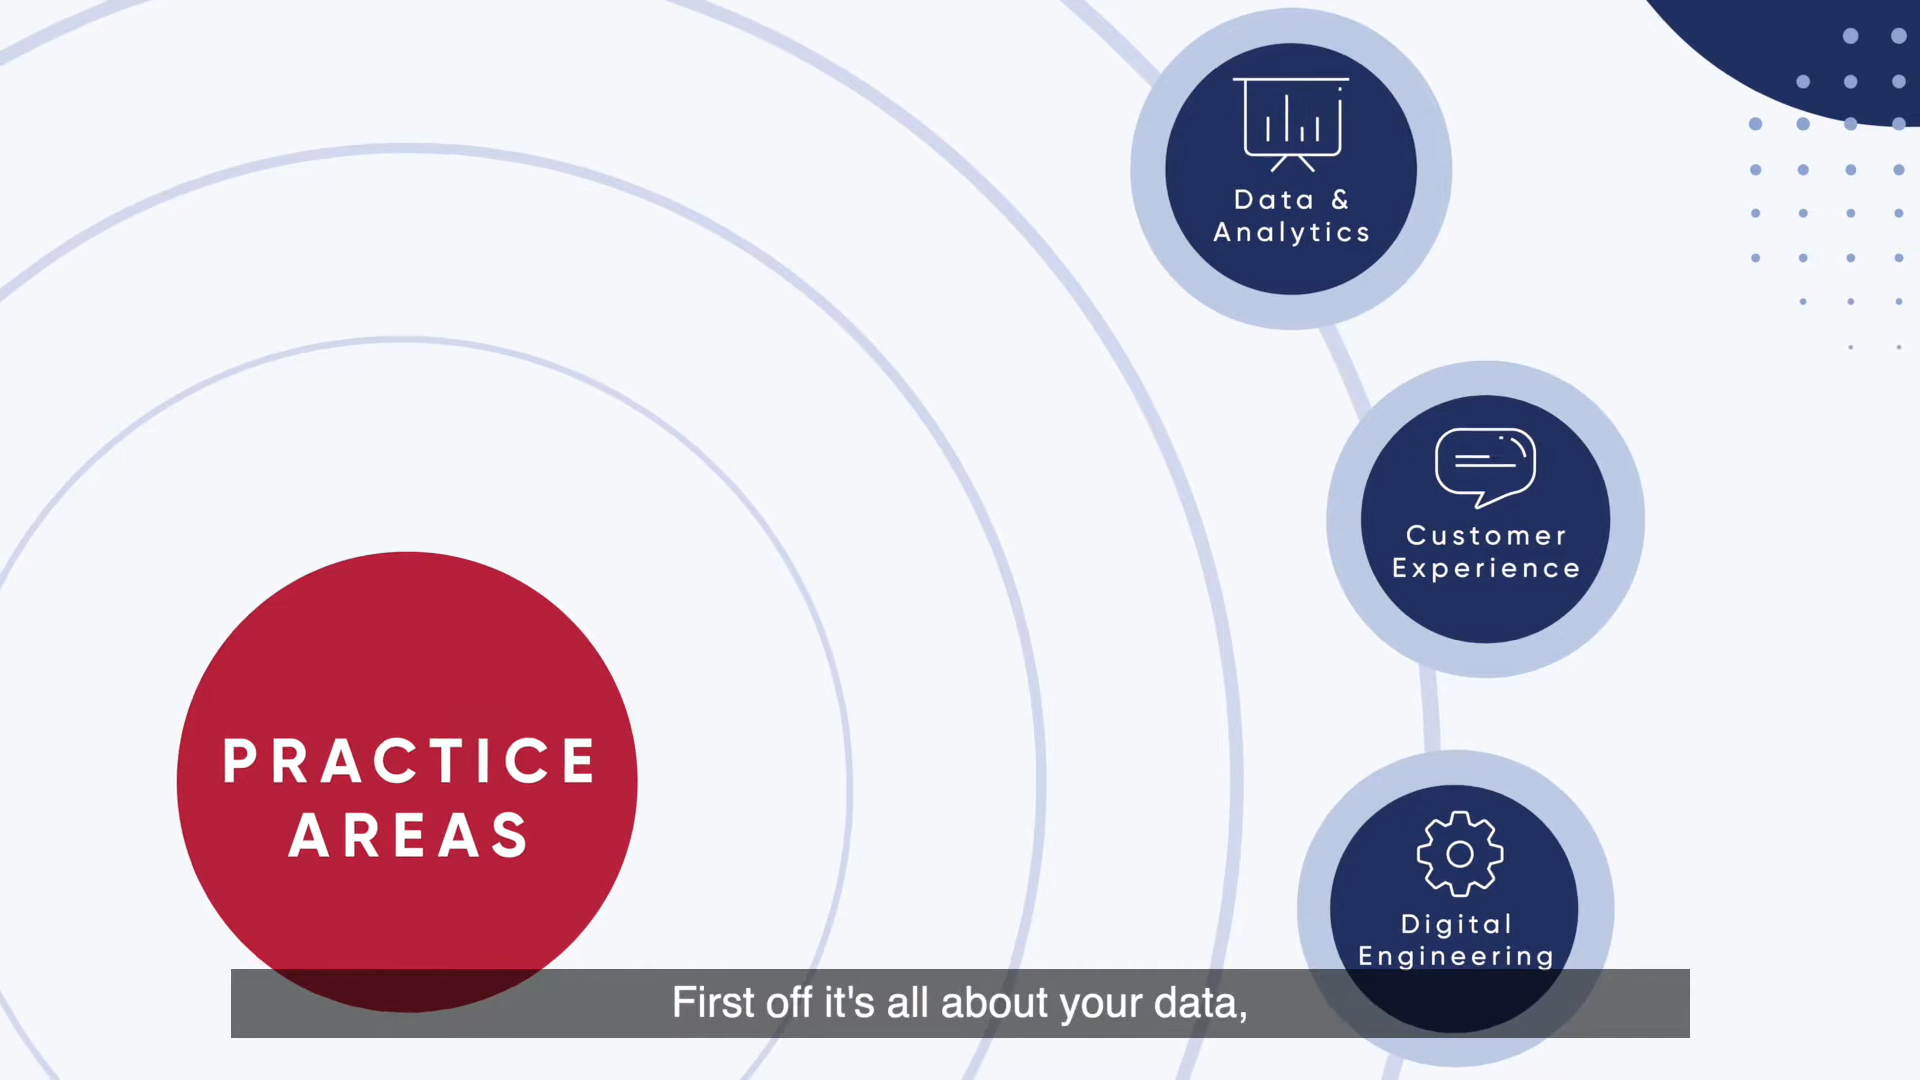 Data &
Analytics
Customer
Experience
PRACTICE
AREAS
Digital
Engineering
First off it's all about your data,